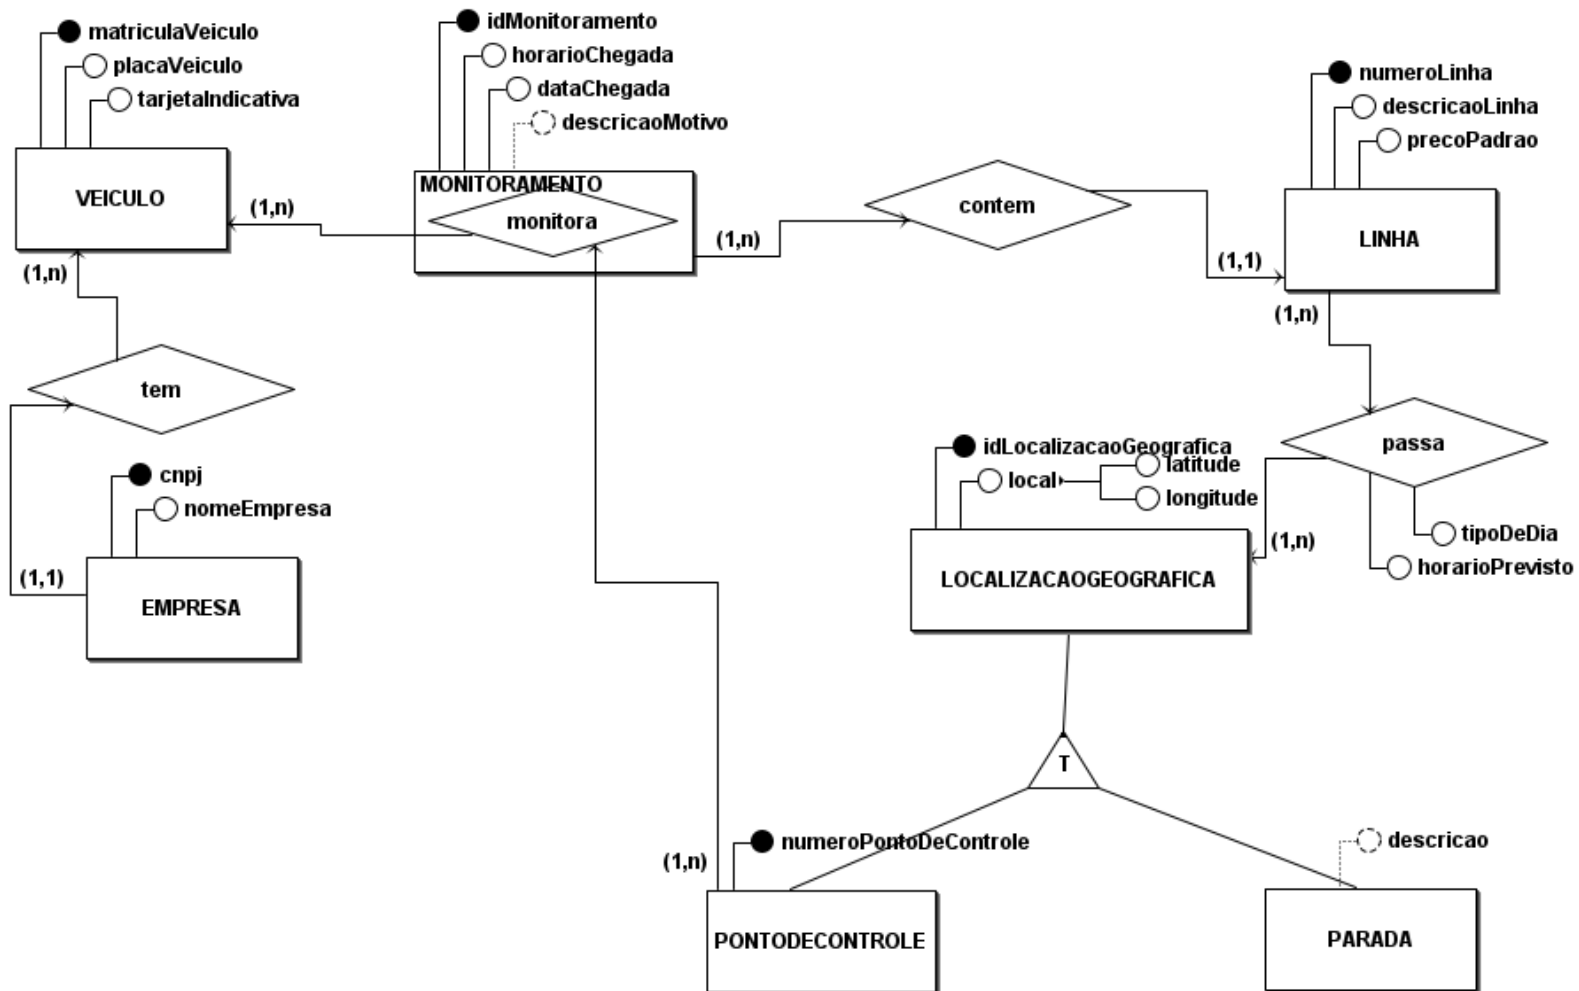 matriculaVeiculo
placaVeiculo
tarjetaIndicativa
VEICULO
(1,n)
(1,n)
idMonitoramento
horarioChegada
dataChegada
descricaoMotivo
MONITORAMENTO
monitora
(1,n)
contem
(1,1)
numeroLinha
descricaoLinha
precoPadrao
LINHA
(1,n)
tem
cnpj
nomeEmpresa
(1,1)
EMPRESA
passa
tipoDeDia
horarioPrevisto
(1,n)
idLocalizacaoGeografica
local
latitude
longitude
LOCALIZACAOGEOGRAFICA
T
numeroPontoDeControle
(1,n)
PONTODECONTROLE
descricao
PARADA